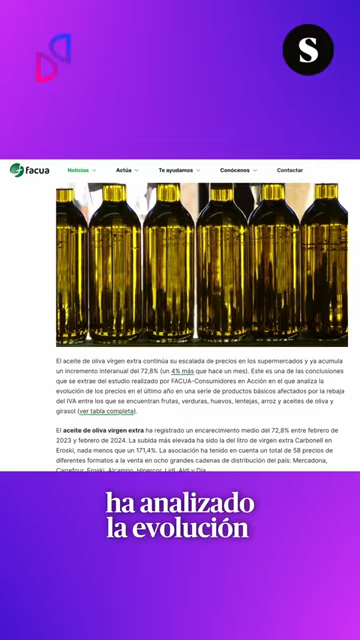 S
facua
Noticias Actúa Te ayudamos Conócenos Contactar
El aceite de oliva virgen extra continúa su escalada de precios en los supermercados y ya acumula
un incremento interanual del 72,8% (un 4% más que hace un mes). Este es una de las conclusiones
que se extrae del estudio realizado por FACUA-Consumidores en Acción en el que analiza la
evolución de los precios en el último año en una serie de productos básicos afectados por la rebaja
del IVA entre los que se encuentran frutas, verduras, huevos, lentejas, arroz y aceites de oliva y
girasol (ver tabla completa).
El aceite de oliva virgen extra ha registrado un encarecimiento medio del 72,8% entre febrero de
2023 y febrero de 2024. La subida más elevada ha sido la del litro de virgen extra Carbonell en
Eroski, nada menos que un 171,4%. La asociación ha tenido en cuenta un total de 58 precios de
diferentes formatos a la venta en ocho grandes cadenas de distribución del país: Mercadona,
Carrefour, Eroski, Alcampo, Hipercor, Lidl, Aldi y Dia
ha analizado
la evolución